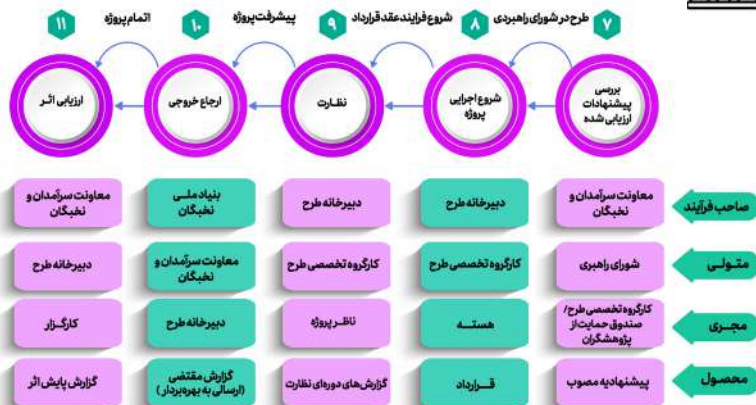 ۷ طرح در شورای راهبردی ۸ شروع فرایند عقد قرارداد ۹ پیشرفت پروژه ۱۰ اتمام پروژه ۱۱
بررسی
پیشنهادات
ارزیابی شده
شروع اجرایی
پروژه
نظارت
ارجاع خروجی
ارزیابی اثر
صاحب فرآیند
معاونت سرآمدان و
نخبگان
دبیرخانه طرح
دبیرخانه طرح
بنیاد ملی
نخبگان
معاونت سرآمدان و
نخبگان
متولی
شورای راهبری
کارگروه تخصصی طرح
کارگروه تخصصی طرح
معاونت سرآمدان و
نخبگان
دبیرخانه طرح
مجری
کارگروه تخصصی طرح/
صندوق حمایت از
پژوهشگران
هسته
ناظر پروژه
دبیرخانه طرح
کارگزار
محصول
پیشنهادیه مصوب
قرارداد
گزارش‌های دوره‌ای نظارت
گزارش مقتضی
(ارسالی به بهره‌بردار)
گزارش پایش اثر